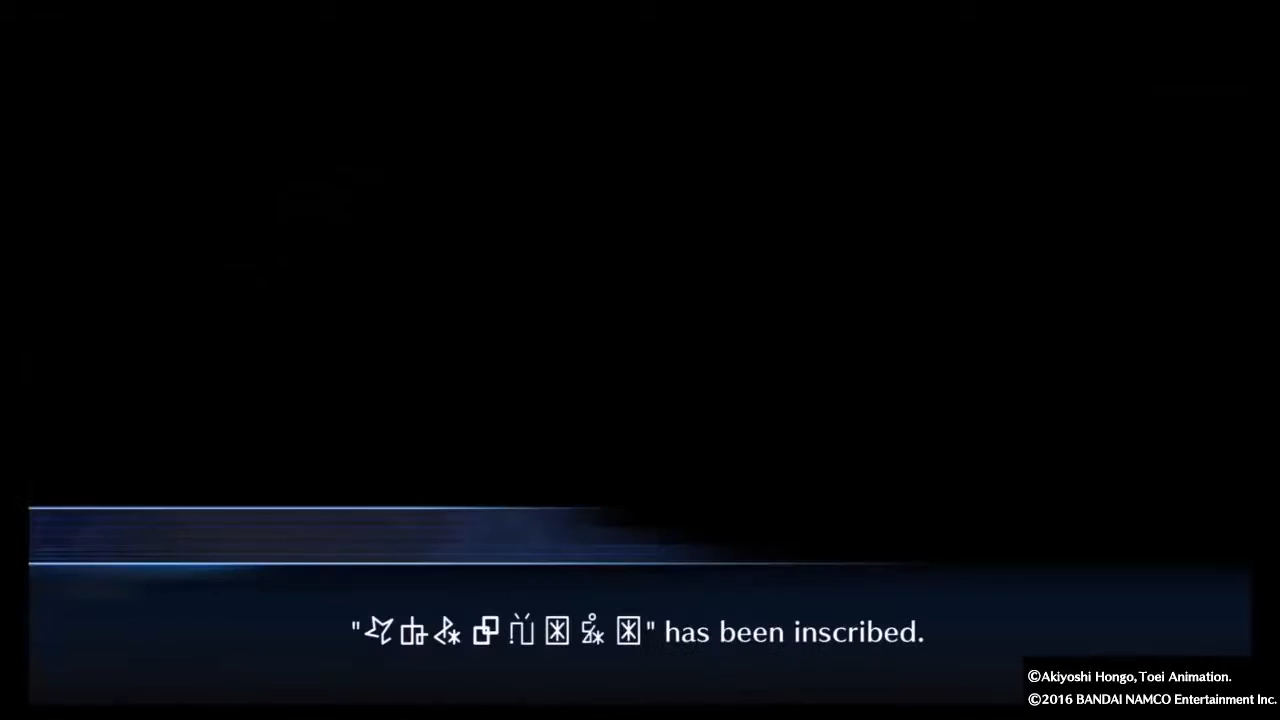 " " has been inscribed.
©Akiyoshi Hongo, Toei Animation.
©2016 BANDAI NAMCO Entertainment Inc.